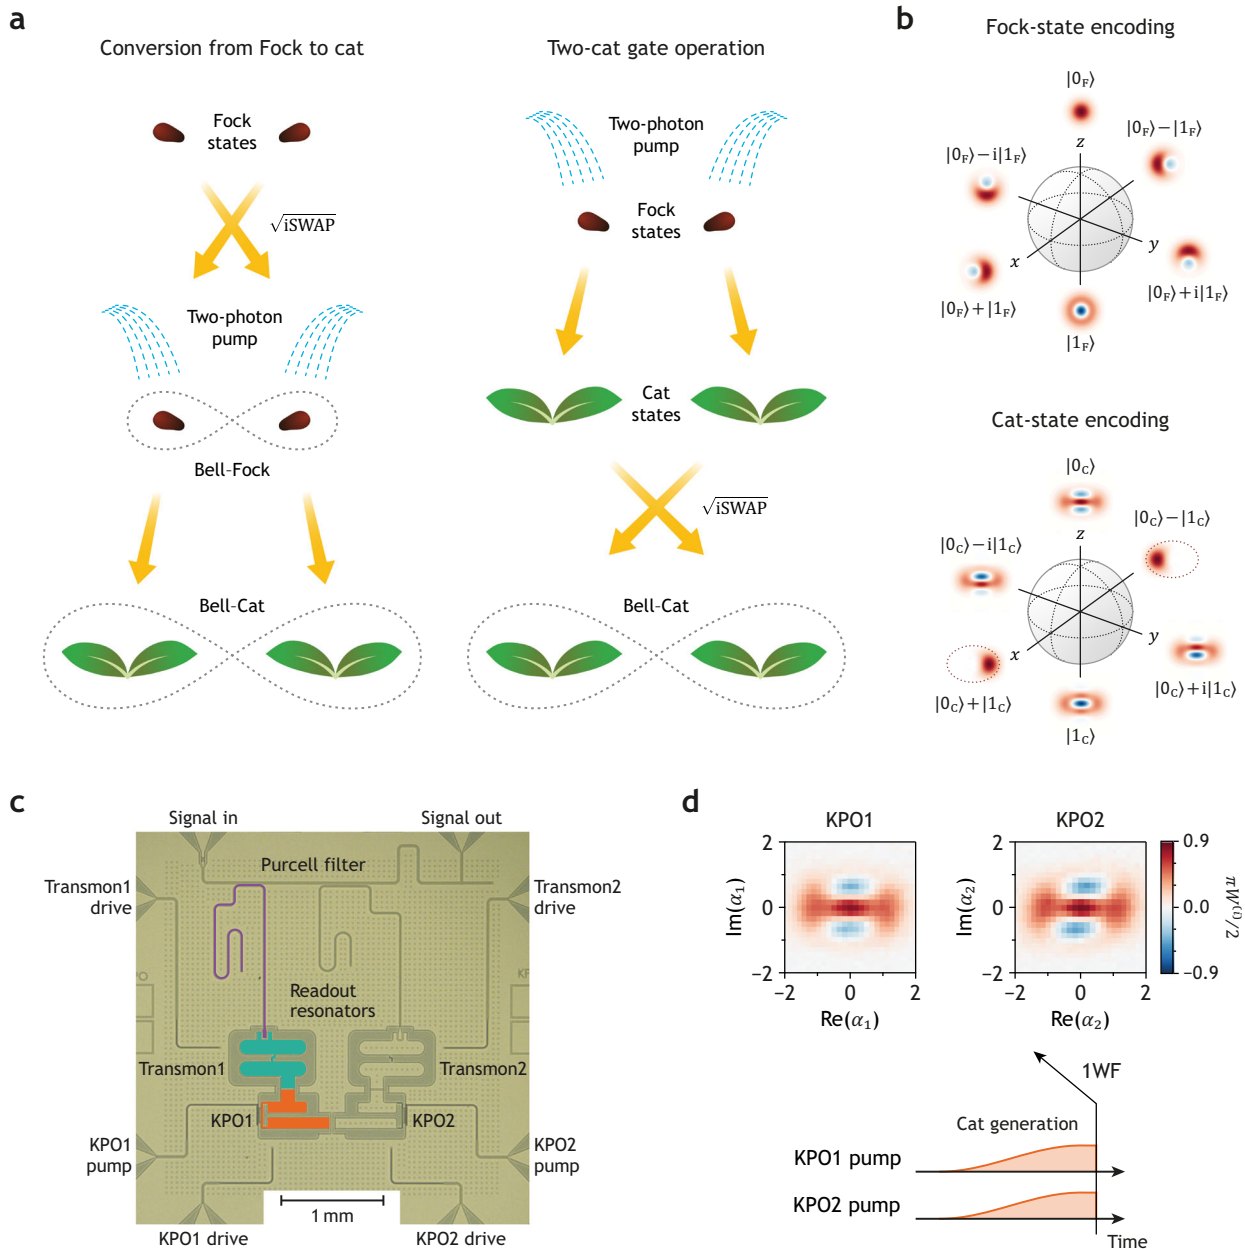 a
Conversion from Fock to cat
Fock
states
√iSWAP
Two-photon
pump
Bell–Fock
Bell–Cat
Two-cat gate operation
Two-photon
pump
Fock
states
Cat
states
√iSWAP
Bell–Cat
b
Fock-state encoding
|0F⟩
|0F⟩−|1F⟩
|0F⟩−i|1F⟩
z
y
x
|0F⟩+|1F⟩
|0F⟩+i|1F⟩
|1F⟩
Cat-state encoding
|0C⟩
|0C⟩−|1C⟩
|0C⟩−i|1C⟩
z
y
x
|0C⟩+|1C⟩
|0C⟩+i|1C⟩
|1C⟩
c
Signal in
Signal out
Purcell filter
Transmon1
drive
Transmon2
drive
Readout
resonators
Transmon1
Transmon2
KPO1
KPO2
KPO1
pump
KPO2
pump
1 mm
KPO1 drive
KPO2 drive
d
KPO1
KPO2
2
0
−2
Im(α1)
−2
0
2
Re(α1)
2
0
−2
Im(α2)
−2
0
2
Re(α2)
0.9
0.0
−0.9
πW(i)/2
1WF
Cat generation
KPO1 pump
KPO2 pump
Time